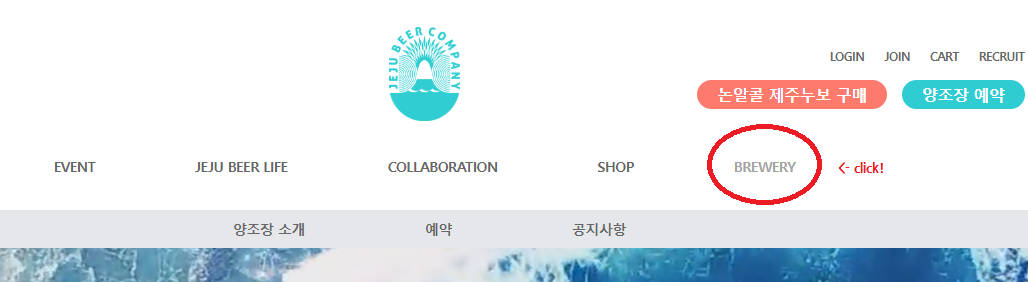 JEJU BEER COMPANY
LOGIN JOIN CART RECRUIT
논알콜 제주누보 구매 양조장 예약
EVENT JEJU BEER LIFE COLLABORATION SHOP BREWERY <- click!
양조장 소개 예약 공지사항